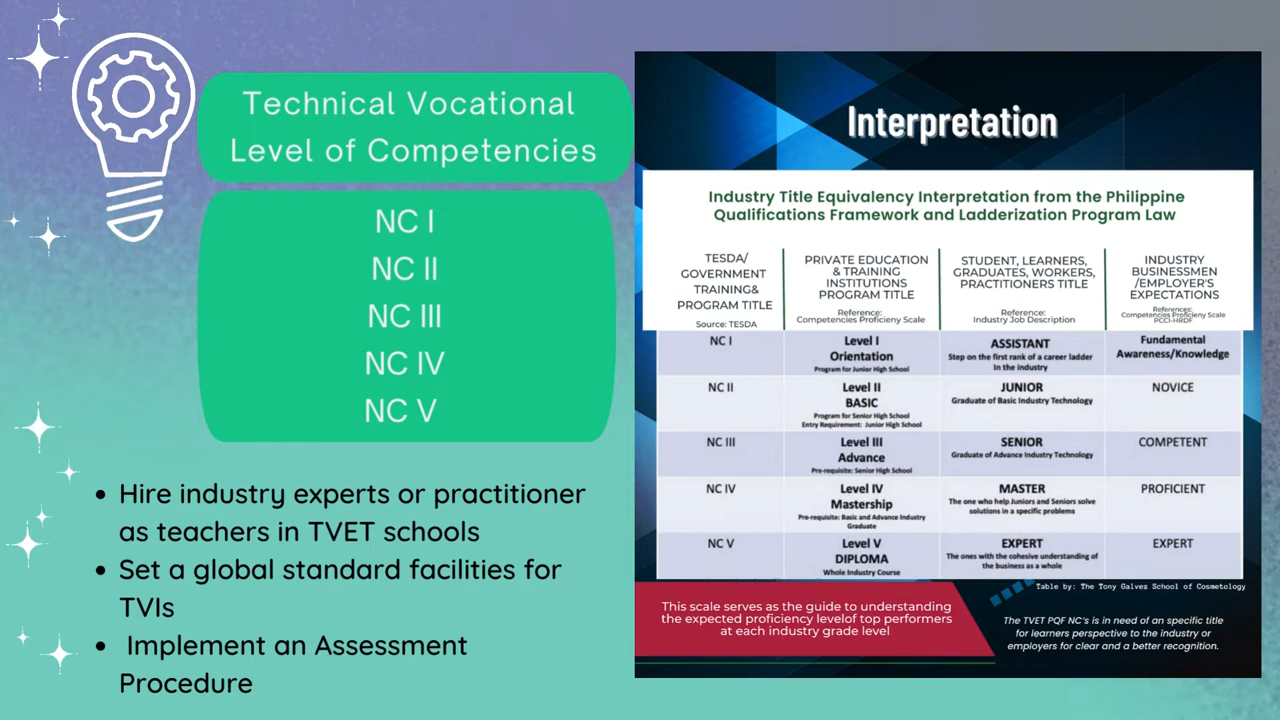 Technical Vocational
Level of Competencies
NC I
NC II
NC III
NC IV
NC V
• Hire industry experts or practitioner
as teachers in TVET schools
• Set a global standard facilities for
TVIs
• Implement an Assessment
Procedure
Interpretation
Industry Title Equivalency Interpretation from the Philippine
Qualifications Framework and Ladderization Program Law
TESDA/
GOVERNMENT
TRAINING&
PROGRAM TITLE
Source: TESDA
PRIVATE EDUCATION
& TRAINING
INSTITUTIONS
PROGRAM TITLE
Reference:
Competencies Proficieny Scale
STUDENT, LEARNERS,
GRADUATES, WORKERS,
PRACTITIONERS TITLE
Reference:
Industry Job Description
INDUSTRY
BUSINESSMEN
/EMPLOYER'S
EXPECTATIONS
References:
Competencies Proficieny Scale
PCCI-HRDF
NC I
Level I
Orientation
Program for Junior High School
ASSISTANT
Step on the first rank of a career ladder
In the industry
Fundamental
Awareness/Knowledge
NC II
Level II
BASIC
Program for Senior High School
Entry Requirement: Junior High School
JUNIOR
Graduate of Basic Industry Technology
NOVICE
NC III
Level III
Advance
Pre-requisite: Senior High School
SENIOR
Graduate of Advance Industry Technology
COMPETENT
NC IV
Level IV
Mastership
Pre-requisite: Basic and Advance Industry
Graduate
MASTER
The one who help Juniors and Seniors solve
solutions in a specific problems
PROFICIENT
NC V
Level V
DIPLOMA
Whole Industry Course
EXPERT
The ones with the cohesive understanding of
the business as a whole
EXPERT
Table by: The Tony Galvez School of Cosmetology
This scale serves as the guide to understanding
the expected proficiency levelof top performers
at each industry grade level
The TVET PQF NC's is in need of an specific title
for learners perspective to the industry or
employers for clear and a better recognition.